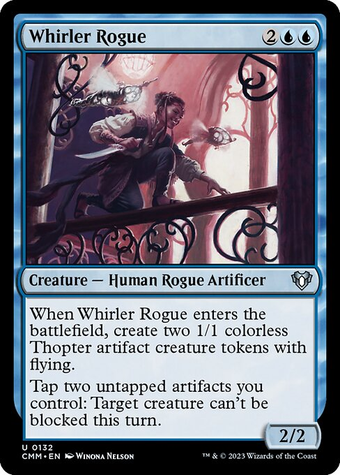 Whirler Rogue 2
Creature — Human Rogue Artificer
When Whirler Rogue enters the
battlefield, create two 1/1 colorless
Thopter artifact creature tokens with
flying.
Tap two untapped artifacts you
control: Target creature can't be
blocked this turn.
2/2
U 0132
CMM • EN Winona Nelson
™ & © 2023 Wizards of the Coast